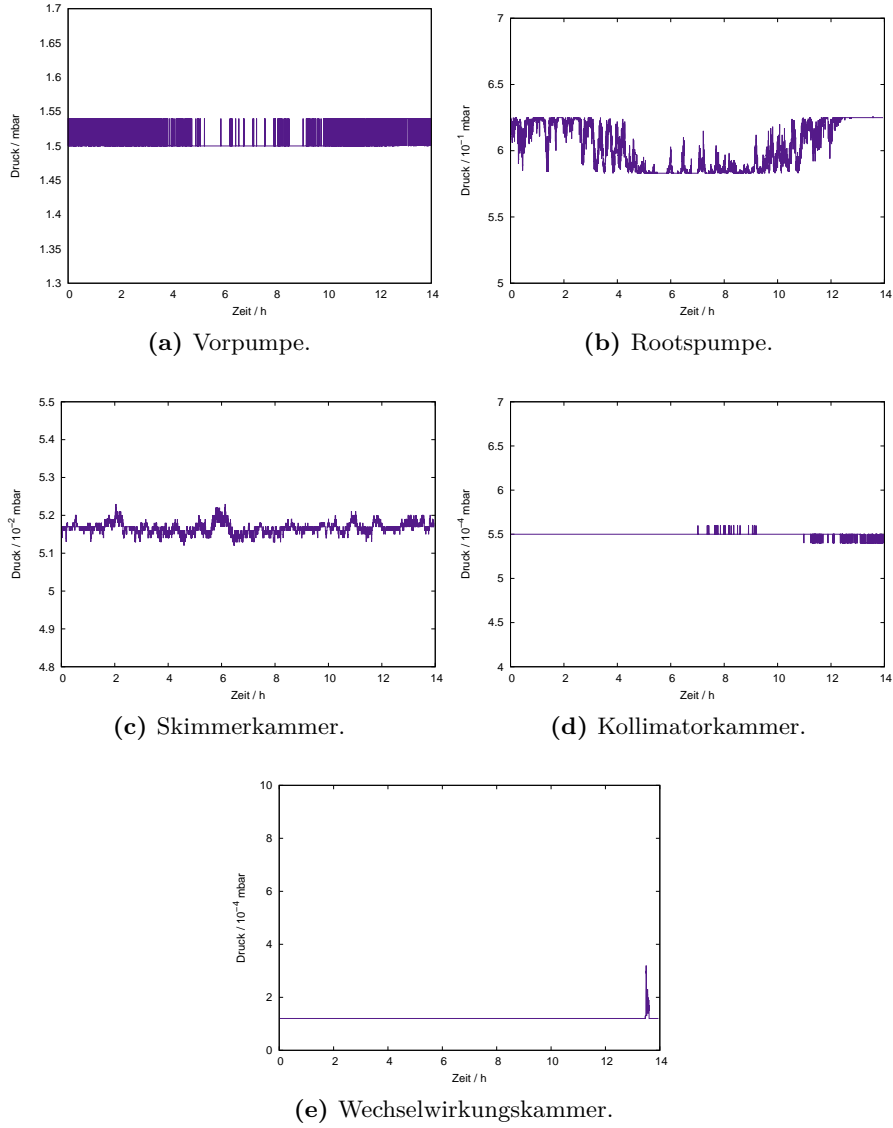 1.7
1.65
1.6
1.55
1.5
1.45
1.4
1.35
1.3
Druck / mbar
0 2 4 6 8 10 12 14
Zeit / h
(a) Vorpumpe.
7
6.5
6
5.5
5
Druck / 10⁻¹ mbar
0 2 4 6 8 10 12 14
Zeit / h
(b) Rootspumpe.
5.5
5.4
5.3
5.2
5.1
5
4.9
4.8
Druck / 10⁻² mbar
0 2 4 6 8 10 12 14
Zeit / h
(c) Skimmerkammer.
7
6.5
6
5.5
5
4.5
4
Druck / 10⁻⁴ mbar
0 2 4 6 8 10 12 14
Zeit / h
(d) Kollimatorkammer.
10
8
6
4
2
0
Druck / 10⁻⁴ mbar
0 2 4 6 8 10 12 14
Zeit / h
(e) Wechselwirkungskammer.